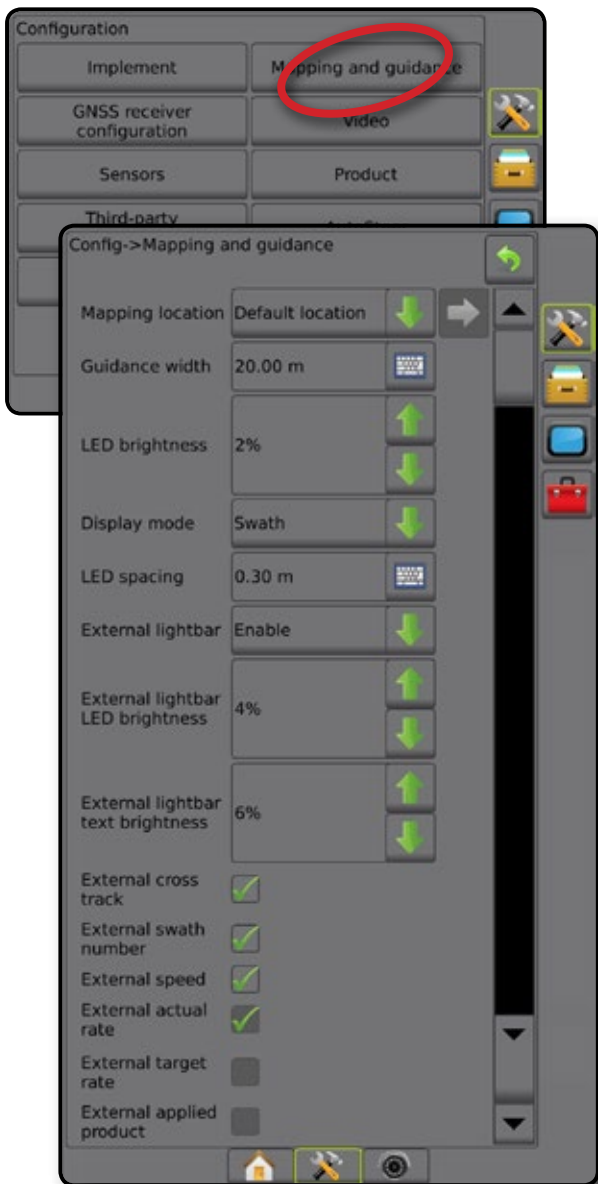 Configuration
Implement
Mapping and guidance
GNSS receiver
configuration
Video
Sensors
Product
Third-party
Config->Mapping and guidance
Mapping location Default location
Guidance width 20.00 m
LED brightness 2%
Display mode Swath
LED spacing 0.30 m
External lightbar Enable
External lightbar
LED brightness
4%
External lightbar
text brightness
6%
External cross
track
External swath
number
External speed
External actual
rate
External target
rate
External applied
product